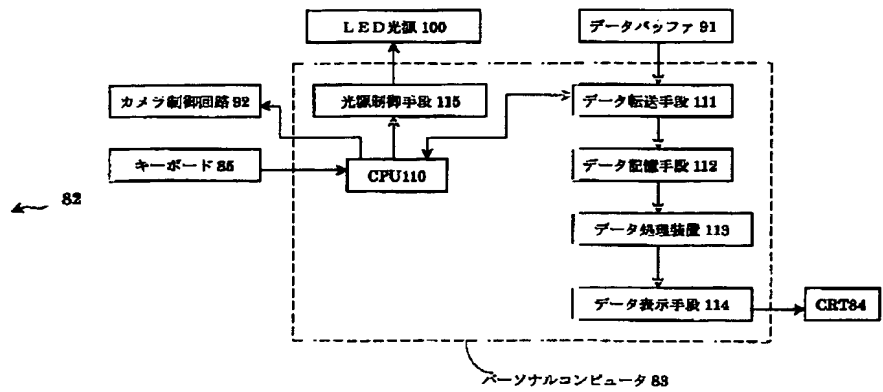 LED光源 100
データバッファ 91
カメラ制御回路 92
光源制御手段 115
データ転送手段 111
キーボード 85
CPU110
データ記憶手段 112
82
データ処理装置 113
データ表示手段 114
CRT84
パーソナルコンピュータ 83